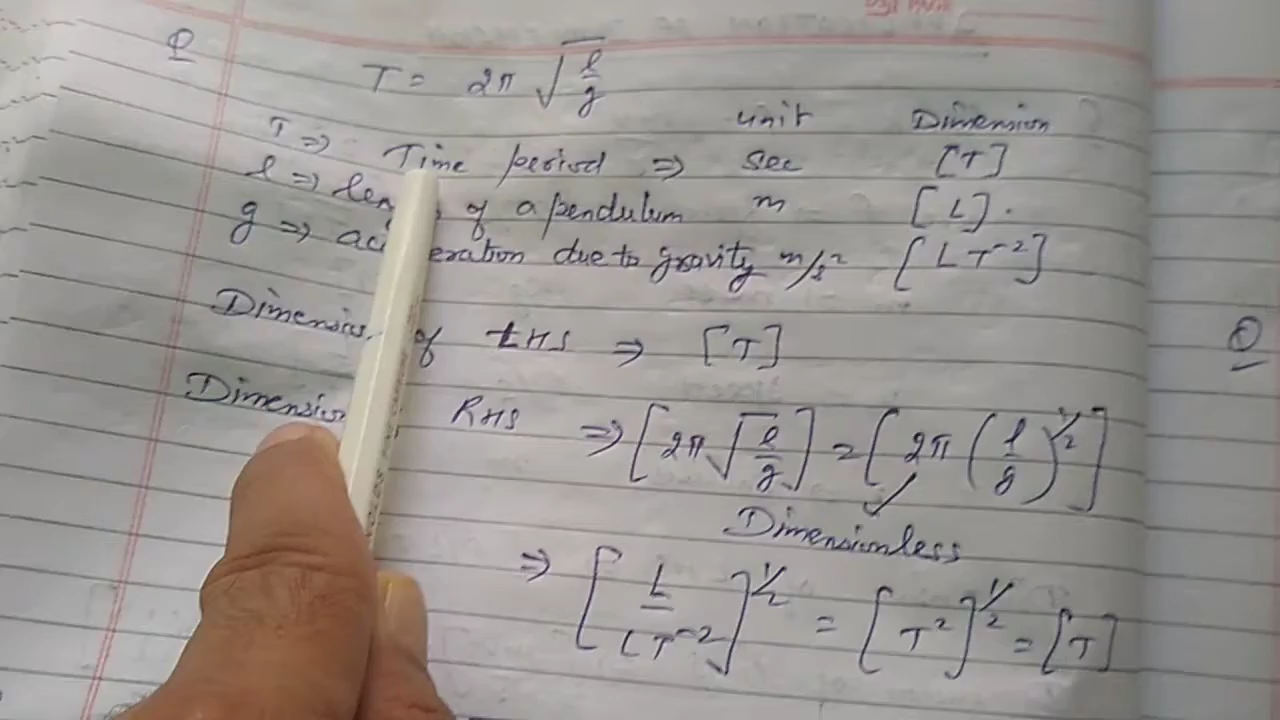 Q
T = 2π √(l/g)
unit Dimension
T ⇒ Time period ⇒ sec [T]
l ⇒ of a pendulum m [L].
g ⇒ due to gravity m/s² [LT⁻²]
of LHS ⇒ [T]
RHS ⇒ [2π√(l/g)] = [2π (l/g)^1/2]
Dimensionless
⇒ [L/LT⁻²]^1/2 = [T²]^1/2 = [T]
Q